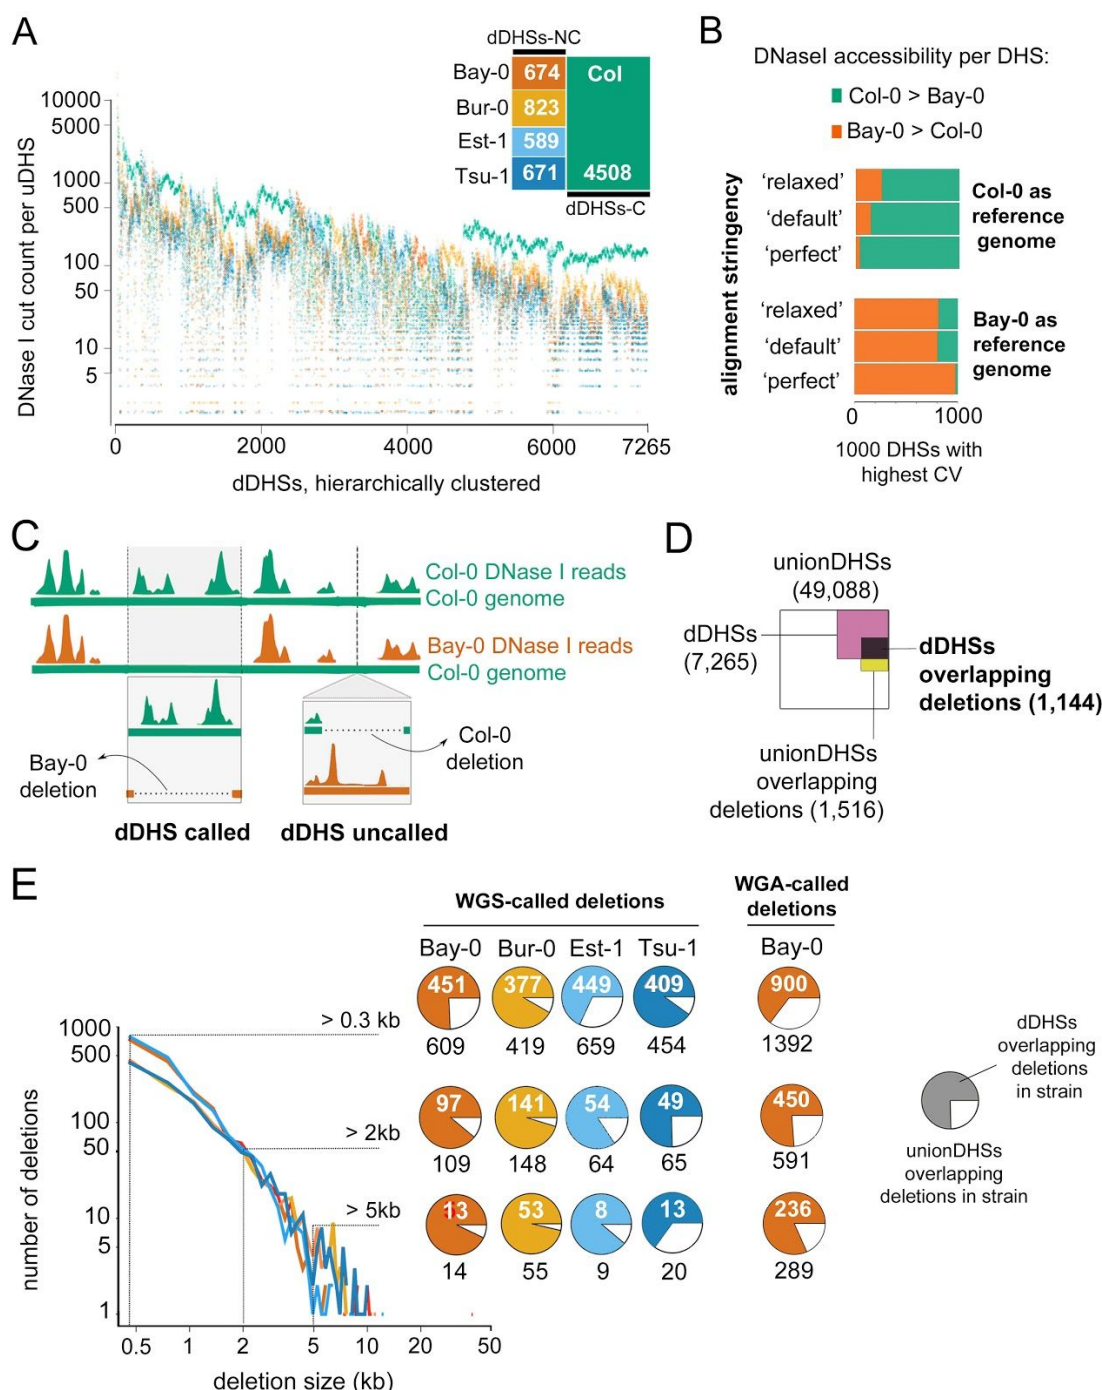 A
dDHSs-NC
Bay-0 674 Col
Bur-0 823
Est-1 589
Tsu-1 671 4508
dDHSs-C
DNase I cut count per uDHS
10000
5000
1000
500
100
50
10
5
0 2000 4000 6000 7265
dDHSs, hierarchically clustered
B
DNaseI accessibility per DHS:
Col-0 > Bay-0
Bay-0 > Col-0
alignment stringency
'relaxed'
'default'
'perfect'
Col-0 as
reference
genome
'relaxed'
'default'
'perfect'
Bay-0 as
reference
genome
0 1000
1000 DHSs with
highest CV
C
Col-0 DNase I reads
Col-0 genome
Bay-0 DNase I reads
Col-0 genome
Bay-0
deletion
Col-0
deletion
dDHS called
dDHS uncalled
D
unionDHSs
(49,088)
dDHSs
(7,265)
dDHSs
overlapping
deletions (1,144)
unionDHSs
overlapping
deletions (1,516)
E
WGS-called deletions
WGA-called
deletions
Bay-0 Bur-0 Est-1 Tsu-1 Bay-0
> 0.3 kb
451 377 449 409 900
609 419 659 454 1392
> 2kb
97 141 54 49 450
109 148 64 65 591
> 5kb
13 53 8 13 236
14 55 9 20 289
number of deletions
1000
500
100
50
10
5
1
0.5 1 2 5 10 20 50
deletion size (kb)
dDHSs
overlapping
deletions
in strain
unionDHSs
overlapping
deletions in strain